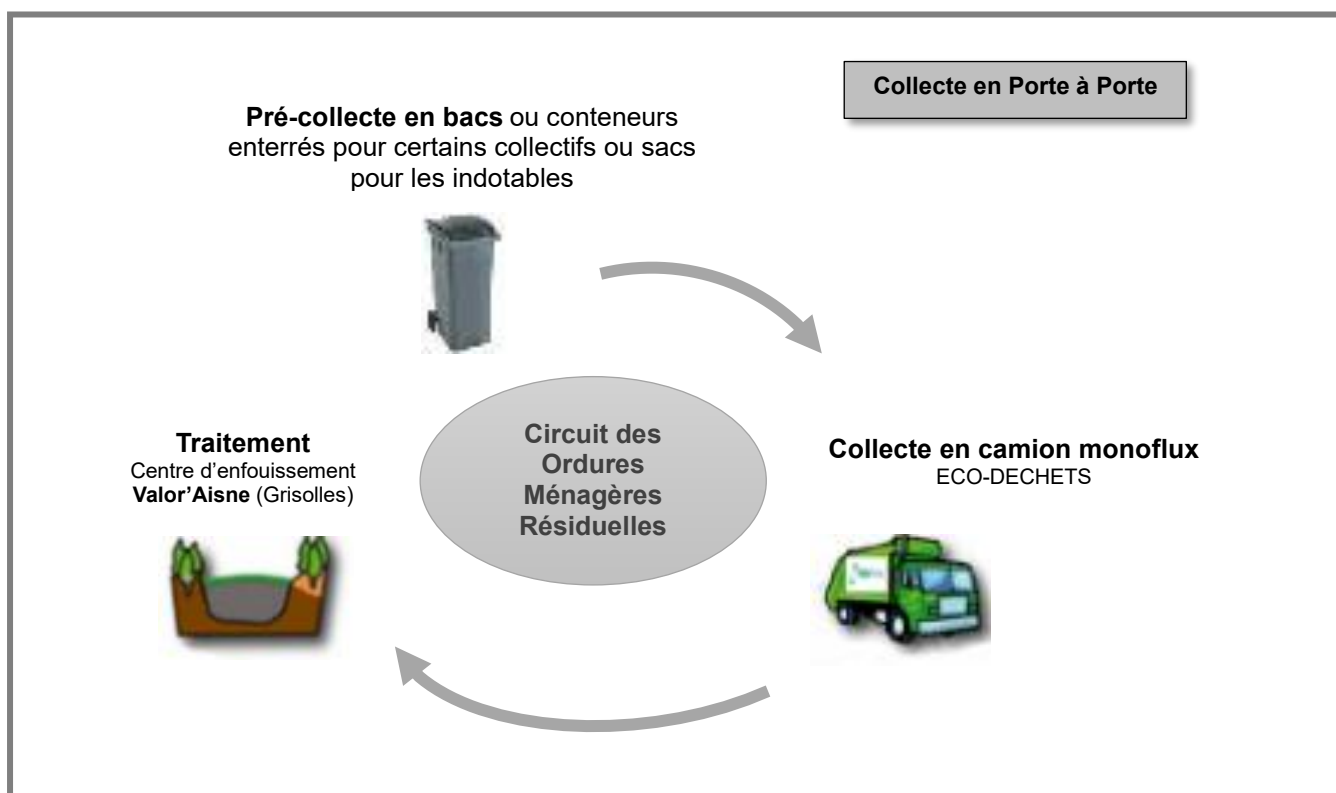 Collecte en Porte à Porte
Pré-collecte en bacs ou conteneurs
enterrés pour certains collectifs ou sacs
pour les indotables
Circuit des
Ordures
Ménagères
Résiduelles
Traitement
Centre d’enfouissement
Valor’Aisne (Grisolles)
Collecte en camion monoflux
ECO-DECHETS